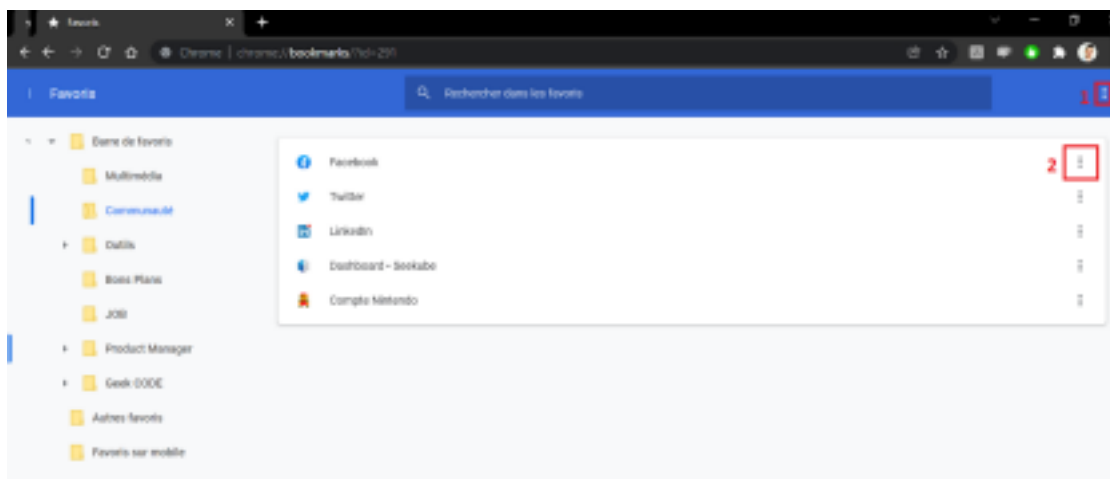 Favoris
Chrome | chrome://bookmarks/?id=291
Favoris
Rechercher dans les favoris
1
Barre de favoris
Multimédia
Communauté
Outils
Bons Plans
JOB
Product Manager
Geek CODE
Autres favoris
Favoris sur mobile
Facebook
2
Twitter
LinkedIn
Dashboard - Seekube
Compte Nintendo